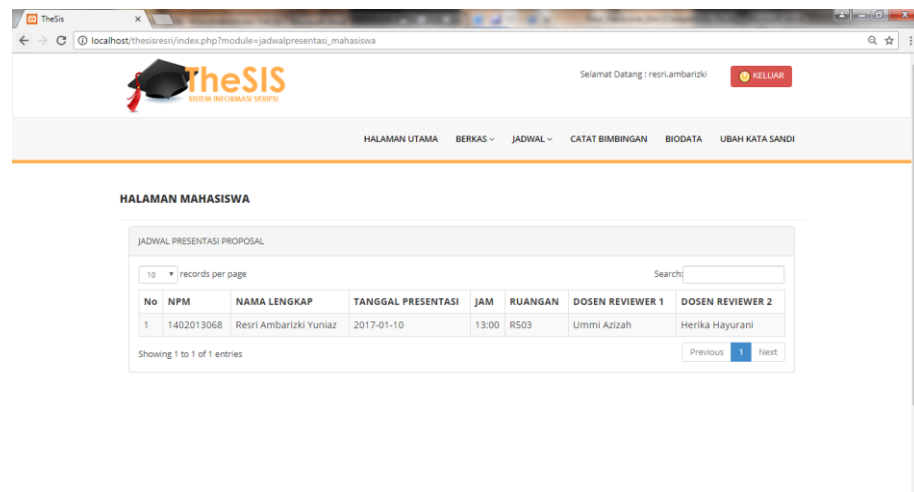 TheSis
localhost/thesisresri/index.php?module=jadwalpresentasi_mahasiswa
TheSIS
SISTEM INFORMASI SKRIPSI
Selamat Datang : resri.ambarizki
KELUAR
HALAMAN UTAMA BERKAS JADWAL CATAT BIMBINGAN BIODATA UBAH KATA SANDI
HALAMAN MAHASISWA
JADWAL PRESENTASI PROPOSAL
10 records per page Search:
No NPM NAMA LENGKAP TANGGAL PRESENTASI JAM RUANGAN DOSEN REVIEWER 1 DOSEN REVIEWER 2
1 1402013068 Resri Ambarizki Yuniaz 2017-01-10 13:00 R503 Ummi Azizah Herika Hayurani
Showing 1 to 1 of 1 entries Previous 1 Next